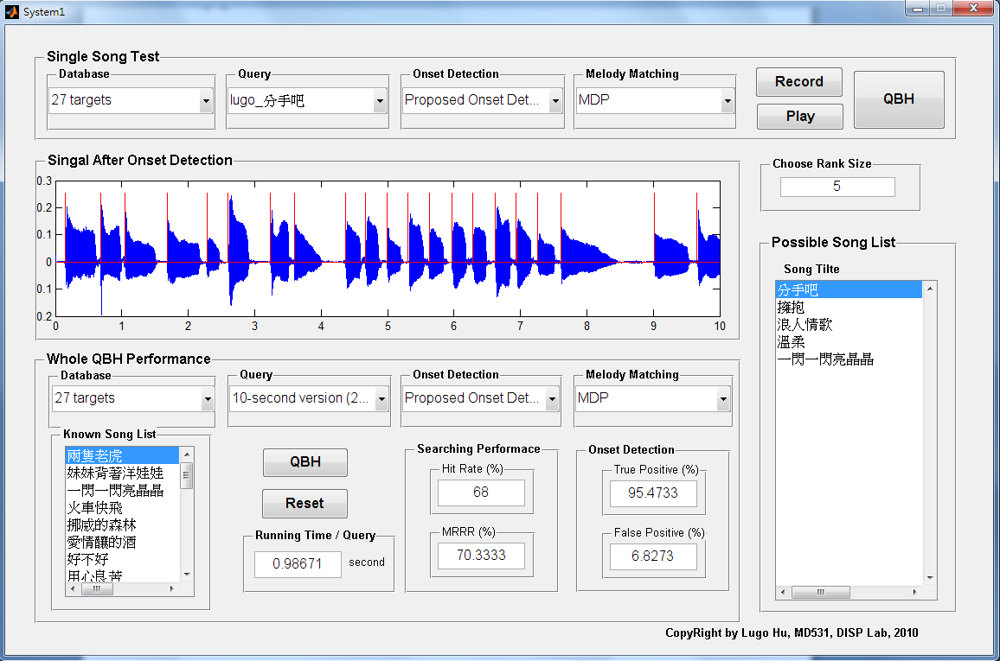 System1
Single Song Test
Database
Query
Onset Detection
Melody Matching
27 targets
lugo_分手吧
Proposed Onset Det...
MDP
Record
Play
QBH
Singal After Onset Detection
0.3
0.2
0.1
0
0.1
0.2
0 1 2 3 4 5 6 7 8 9 10
Choose Rank Size
5
Possible Song List
Song Tilte
分手吧
擁抱
浪人情歌
溫柔
一閃一閃亮晶晶
Whole QBH Performance
Database
Query
Onset Detection
Melody Matching
27 targets
10-second version (2...
Proposed Onset Det...
MDP
Known Song List
兩隻老虎
妹妹背著洋娃娃
一閃一閃亮晶晶
火車快飛
挪威的森林
愛情釀的酒
好不好
用心良苦
QBH
Reset
Running Time / Query
0.98671 second
Searching Performace
Hit Rate (%)
68
MRRR (%)
70.3333
Onset Detection
True Positive (%)
95.4733
False Positive (%)
6.8273
CopyRight by Lugo Hu, MD531, DISP Lab, 2010